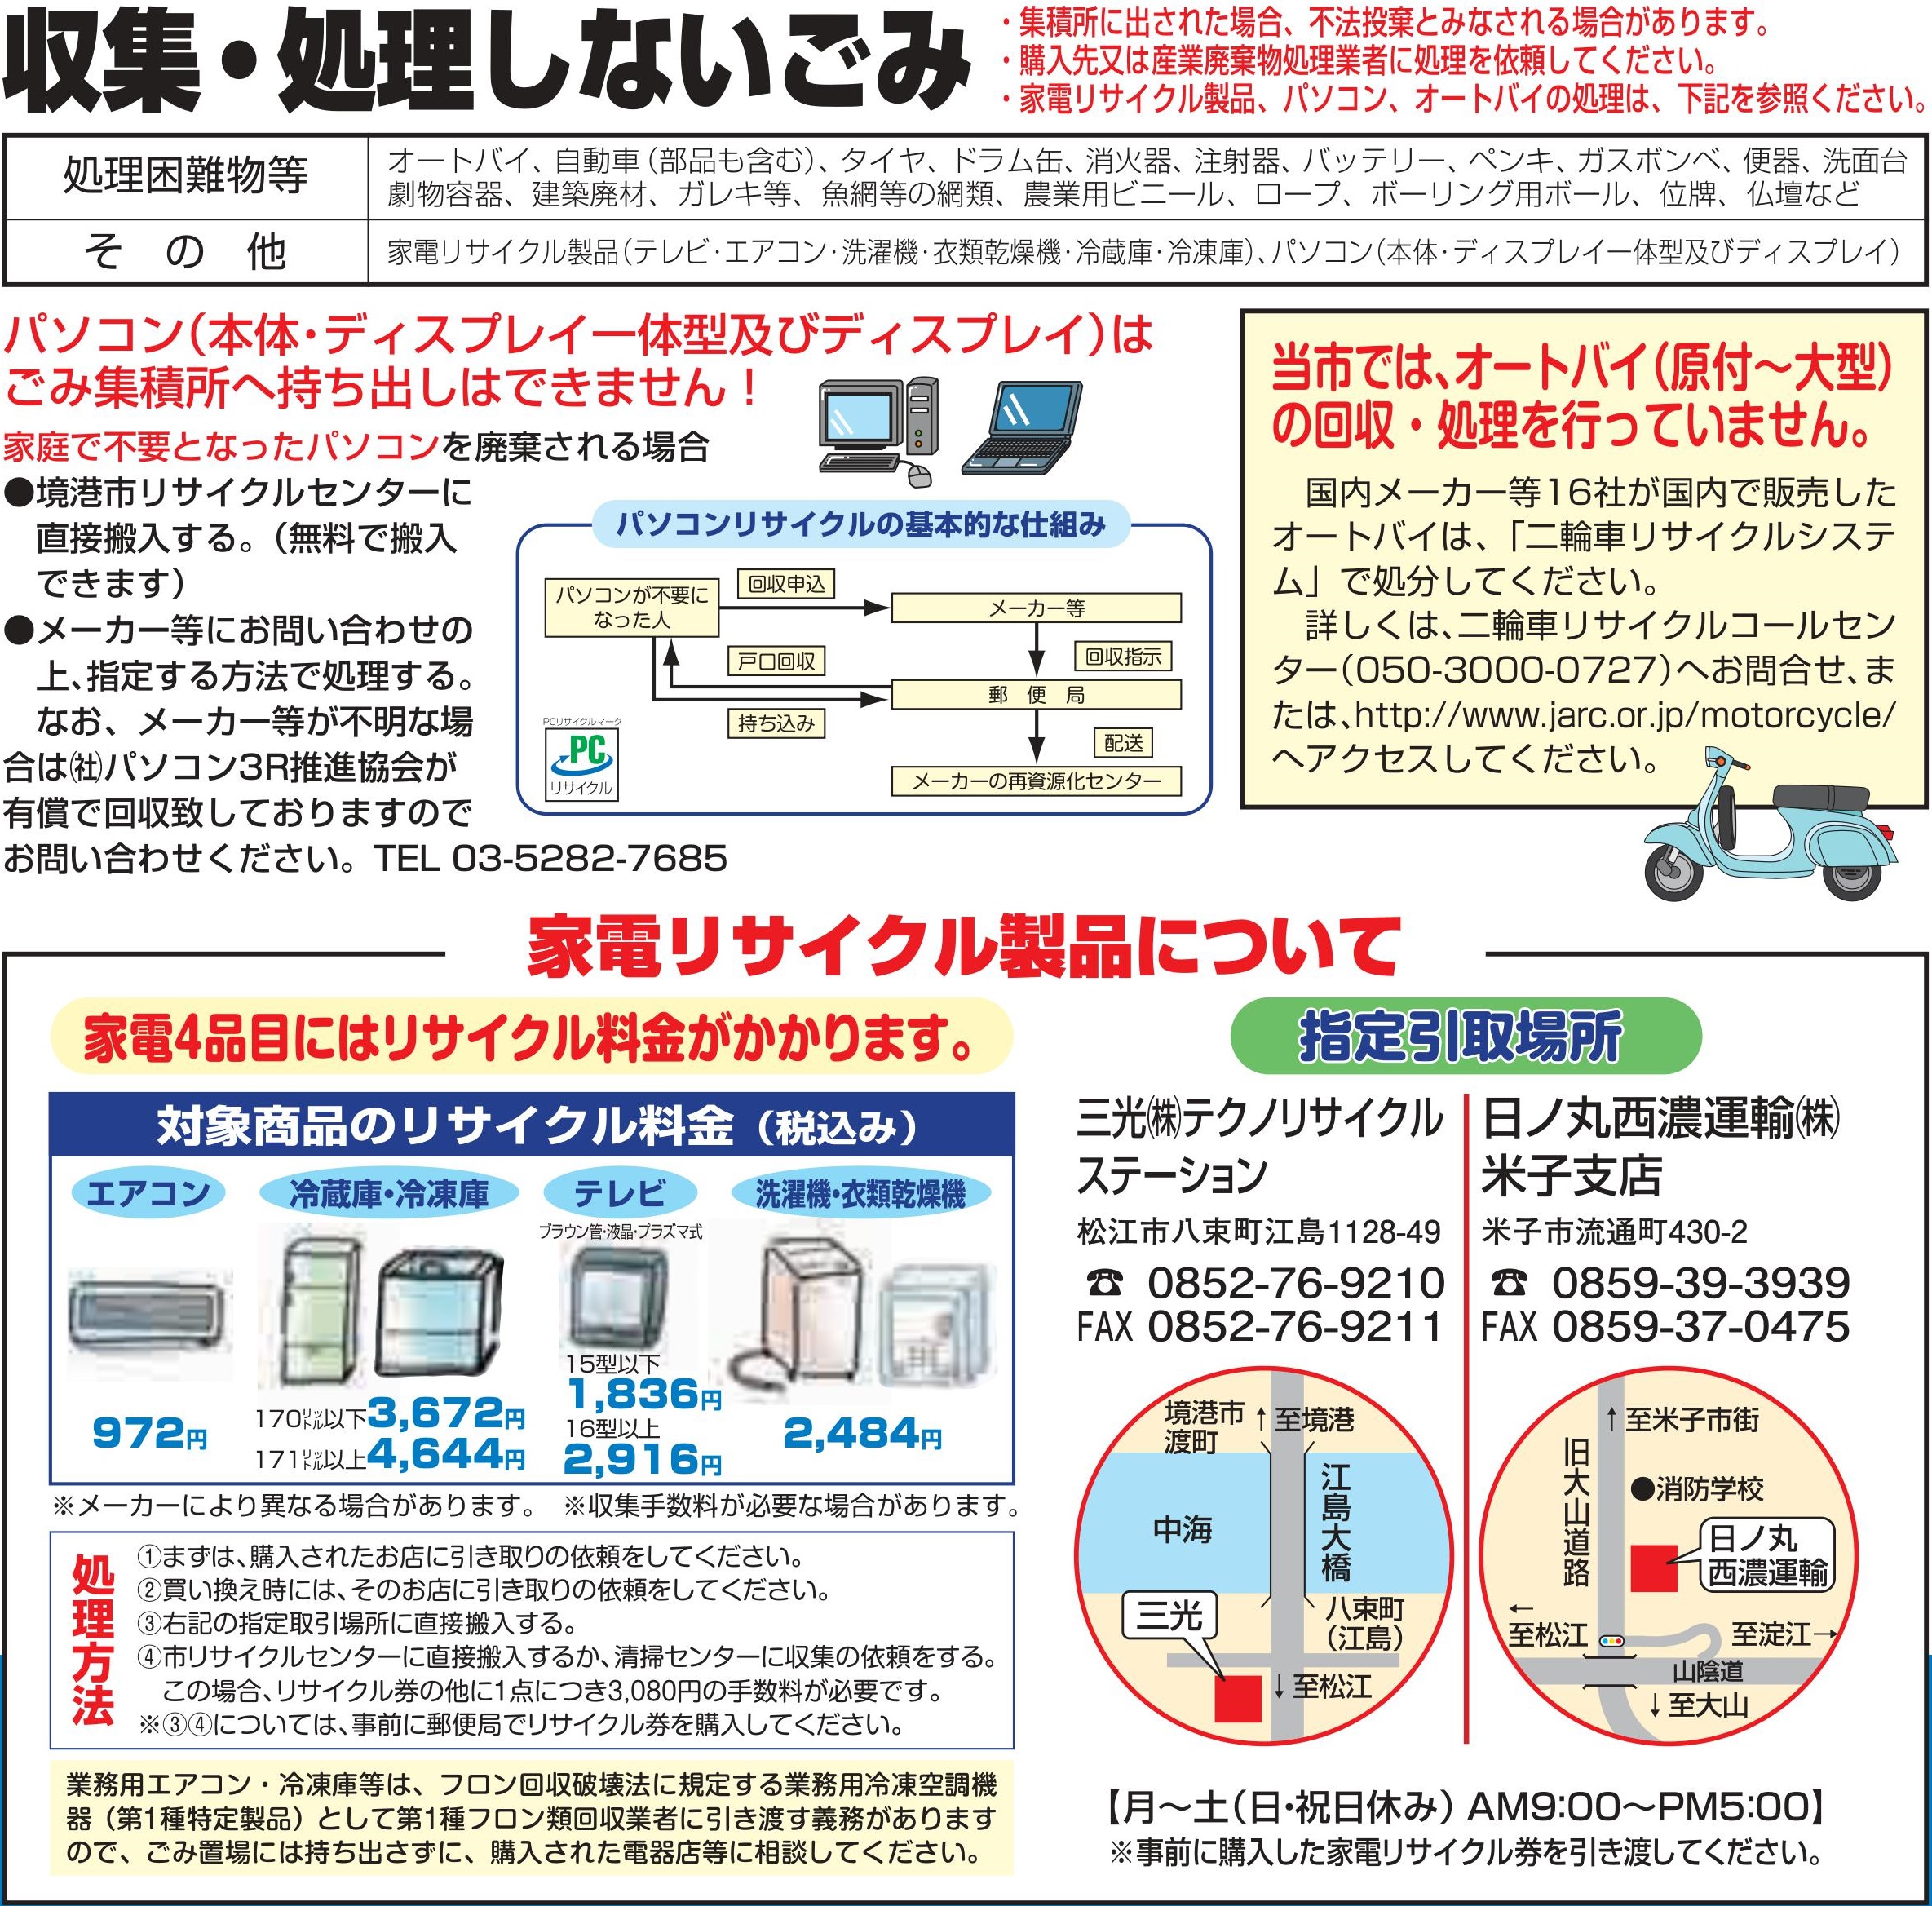 収集・処理しないごみ
・集積所に出された場合、不法投棄とみなされる場合があります。
・購入先又は産業廃棄物処理業者に処理を依頼してください。
・家電リサイクル製品、パソコン、オートバイの処理は、下記を参照ください。
処理困難物等
オートバイ、自動車（部品も含む）、タイヤ、ドラム缶、消火器、注射器、バッテリー、ペンキ、ガスボンベ、便器、洗面台
劇物容器、建築廃材、ガレキ等、魚網等の網類、農業用ビニール、ロープ、ボーリング用ボール、位牌、仏壇など
その他
家電リサイクル製品（テレビ・エアコン・洗濯機・衣類乾燥機・冷蔵庫・冷凍庫）、パソコン（本体・ディスプレイ一体型及びディスプレイ）
パソコン（本体・ディスプレイ一体型及びディスプレイ）は
ごみ集積所へ持ち出しはできません！
家庭で不要となったパソコンを廃棄される場合
●境港市リサイクルセンターに
直接搬入する。（無料で搬入
できます）
●メーカー等にお問い合わせの
上、指定する方法で処理する。
なお、メーカー等が不明な場
合は㈳パソコン3R推進協会が
有償で回収致しておりますので
お問い合わせください。TEL 03-5282-7685
パソコンリサイクルの基本的な仕組み
パソコンが不要に
なった人
回収申込
メーカー等
戸口回収
回収指示
郵便局
持ち込み
配送
メーカーの再資源化センター
PCリサイクルマーク
PC
リサイクル
当市では、オートバイ（原付〜大型）
の回収・処理を行っていません。
国内メーカー等16社が国内で販売した
オートバイは、「二輪車リサイクルシステ
ム」で処分してください。
詳しくは、二輪車リサイクルコールセン
ター（050-3000-0727）へお問合せ、ま
たは、http://www.jarc.or.jp/motorcycle/
へアクセスしてください。
家電リサイクル製品について
家電4品目にはリサイクル料金がかかります。
対象商品のリサイクル料金（税込み）
エアコン
972円
冷蔵庫・冷凍庫
170リットル以下3,672円
171リットル以上4,644円
テレビ
ブラウン管・液晶・プラズマ式
15型以下
1,836円
16型以上
2,916円
洗濯機・衣類乾燥機
2,484円
※メーカーにより異なる場合があります。 ※収集手数料が必要な場合があります。
処理方法
①まずは、購入されたお店に引き取りの依頼をしてください。
②買い換え時には、そのお店に引き取りの依頼をしてください。
③右記の指定取引場所に直接搬入する。
④市リサイクルセンターに直接搬入するか、清掃センターに収集の依頼をする。
この場合、リサイクル券の他に1点につき3,080円の手数料が必要です。
※③④については、事前に郵便局でリサイクル券を購入してください。
業務用エアコン・冷凍庫等は、フロン回収破壊法に規定する業務用冷凍空調機
器（第1種特定製品）として第1種フロン類回収業者に引き渡す義務があります
ので、ごみ置場には持ち出さずに、購入された電器店等に相談してください。
指定引取場所
三光㈱テクノリサイクル
ステーション
松江市八束町江島1128-49
☎ 0852-76-9210
FAX 0852-76-9211
境港市
渡町
↑至境港
中海
江島大橋
三光
八束町
（江島）
↓至松江
日ノ丸西濃運輸㈱
米子支店
米子市流通町430-2
☎ 0859-39-3939
FAX 0859-37-0475
↑至米子市街
旧大山道路
●消防学校
日ノ丸
西濃運輸
←
至松江
至淀江→
山陰道
↓至大山
【月〜土（日・祝日休み） AM9:00〜PM5:00】
※事前に購入した家電リサイクル券を引き渡してください。